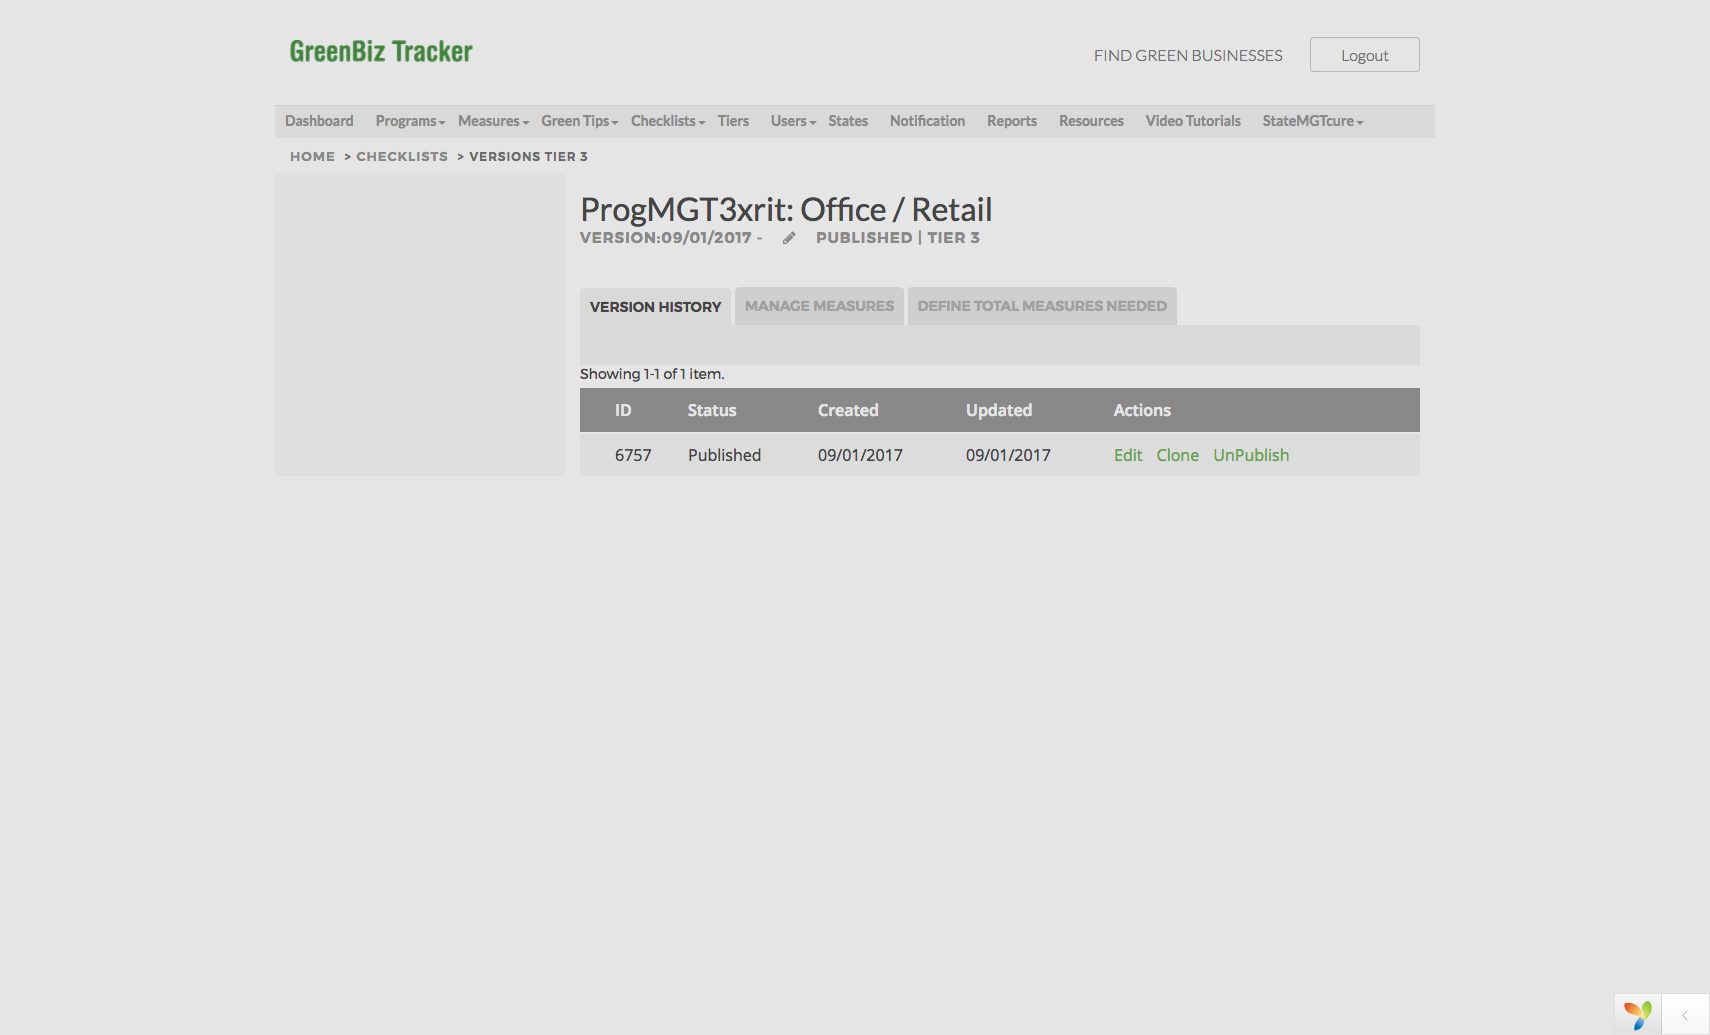 GreenBiz Tracker
FIND GREEN BUSINESSES
Logout
Dashboard Programs Measures Green Tips Checklists Tiers Users States Notification Reports Resources Video Tutorials StateMGTcure
HOME > CHECKLISTS > VERSIONS TIER 3
ProgMGT3xrit: Office / Retail
VERSION:09/01/2017 - PUBLISHED | TIER 3
VERSION HISTORY MANAGE MEASURES DEFINE TOTAL MEASURES NEEDED
Showing 1-1 of 1 item.
ID Status Created Updated Actions
6757 Published 09/01/2017 09/01/2017 Edit Clone UnPublish